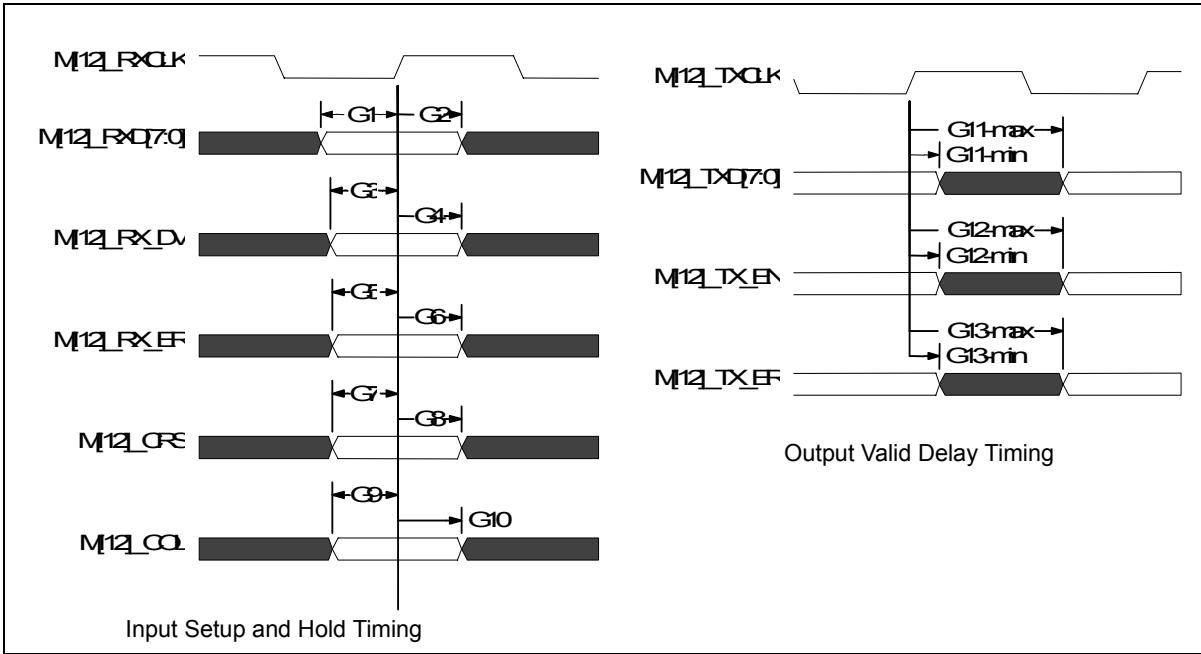 M[12]_RXCLK
G1 G2
M[12]_RXD[7:0]
G3
G4
M[12]_RX_DV
G5
G6
M[12]_RX_ER
G7
G8
M[12]_CRS
G9
G10
M[12]_COL
Input Setup and Hold Timing
M[12]_TXCLK
G11-max
G11-min
M[12]_TXD[7:0]
G12-max
G12-min
M[12]_TX_EN
G13-max
G13-min
M[12]_TX_ER
Output Valid Delay Timing